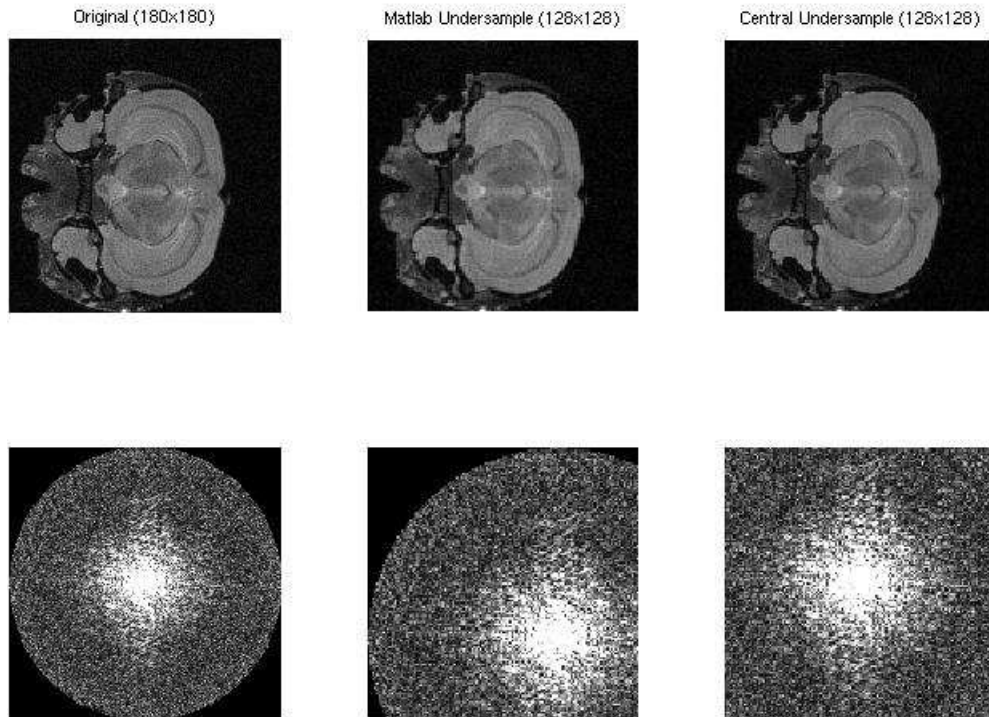 Original (180x180)
Matlab Undersample (128x128)
Central Undersample (128x128)